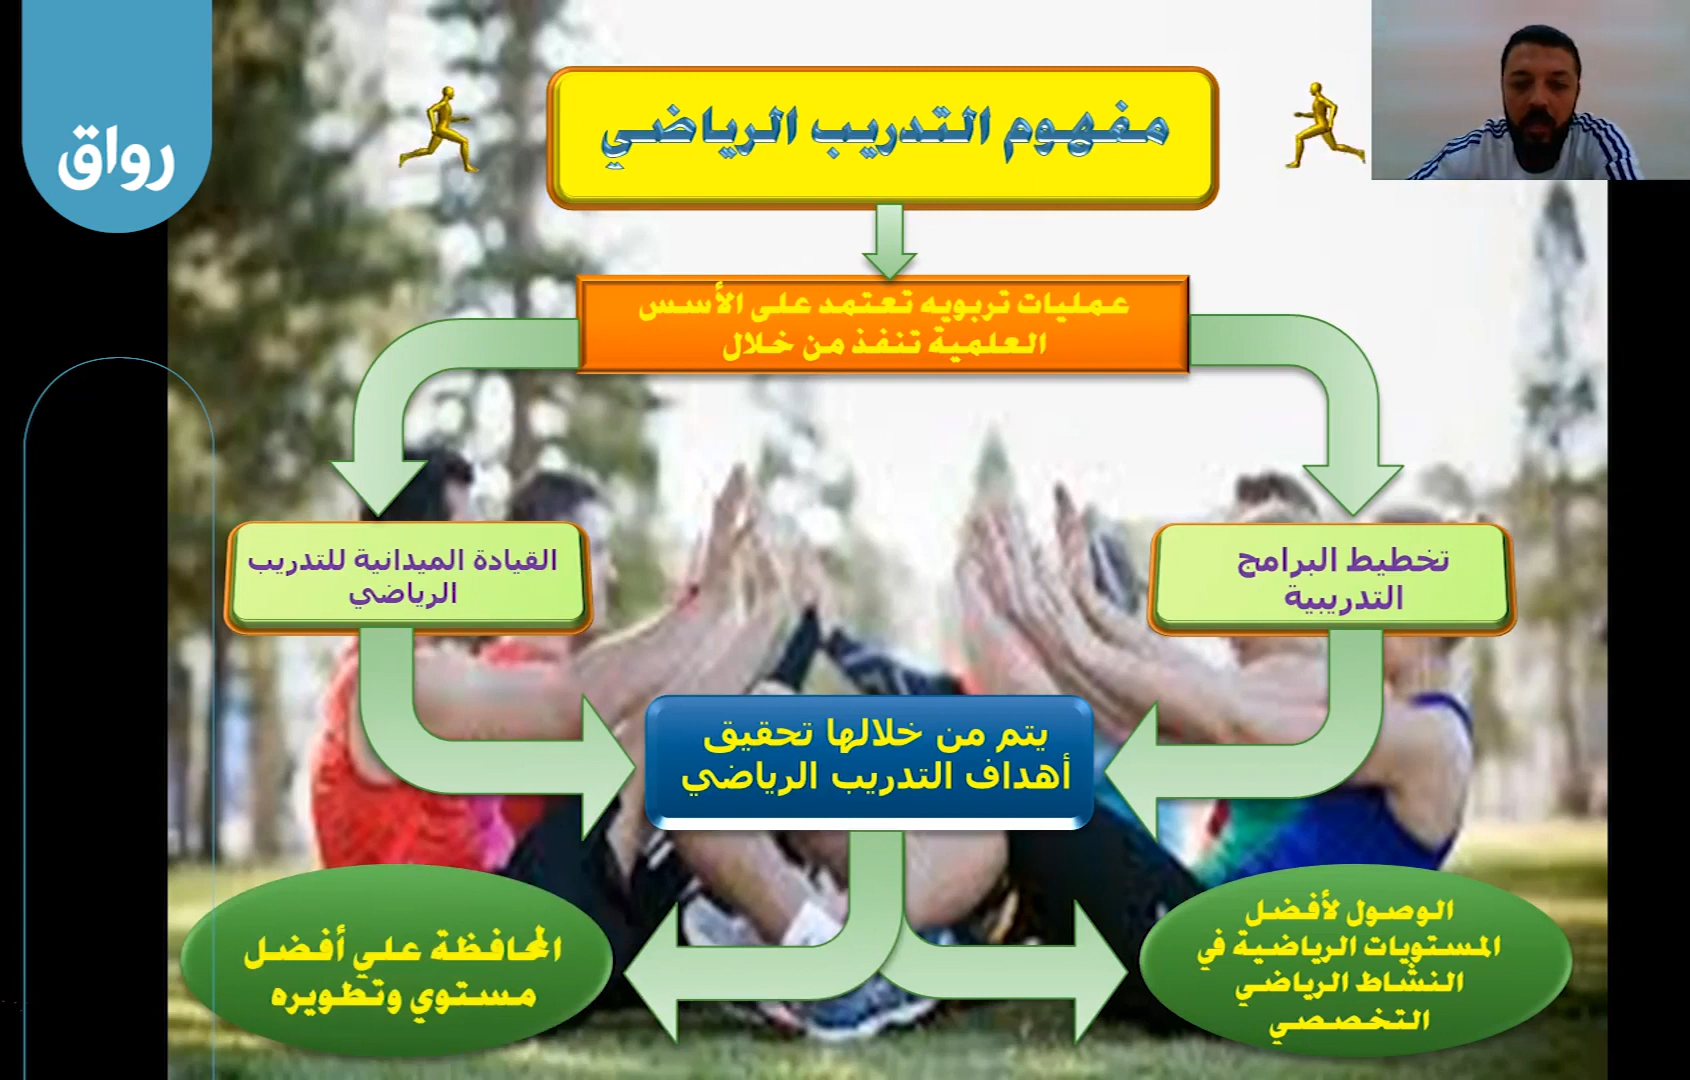 رواق
مفهوم التدريب الرياضي
عمليات تربويه تعتمد على الأسس
العلمية تنفذ من خلال
تخطيط البرامج
التدريبية
القيادة الميدانية للتدريب
الرياضي
يتم من خلالها تحقيق
أهداف التدريب الرياضي
الوصول لأفضل
المستويات الرياضية في
النشاط الرياضي
التخصصي
المحافظة علي أفضل
مستوي وتطويره